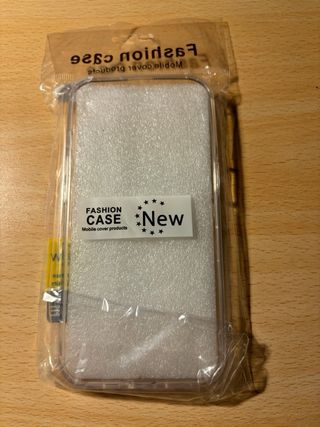 Fashion case
Mobile cover products
FASHION
CASE
Mobile cover products
New